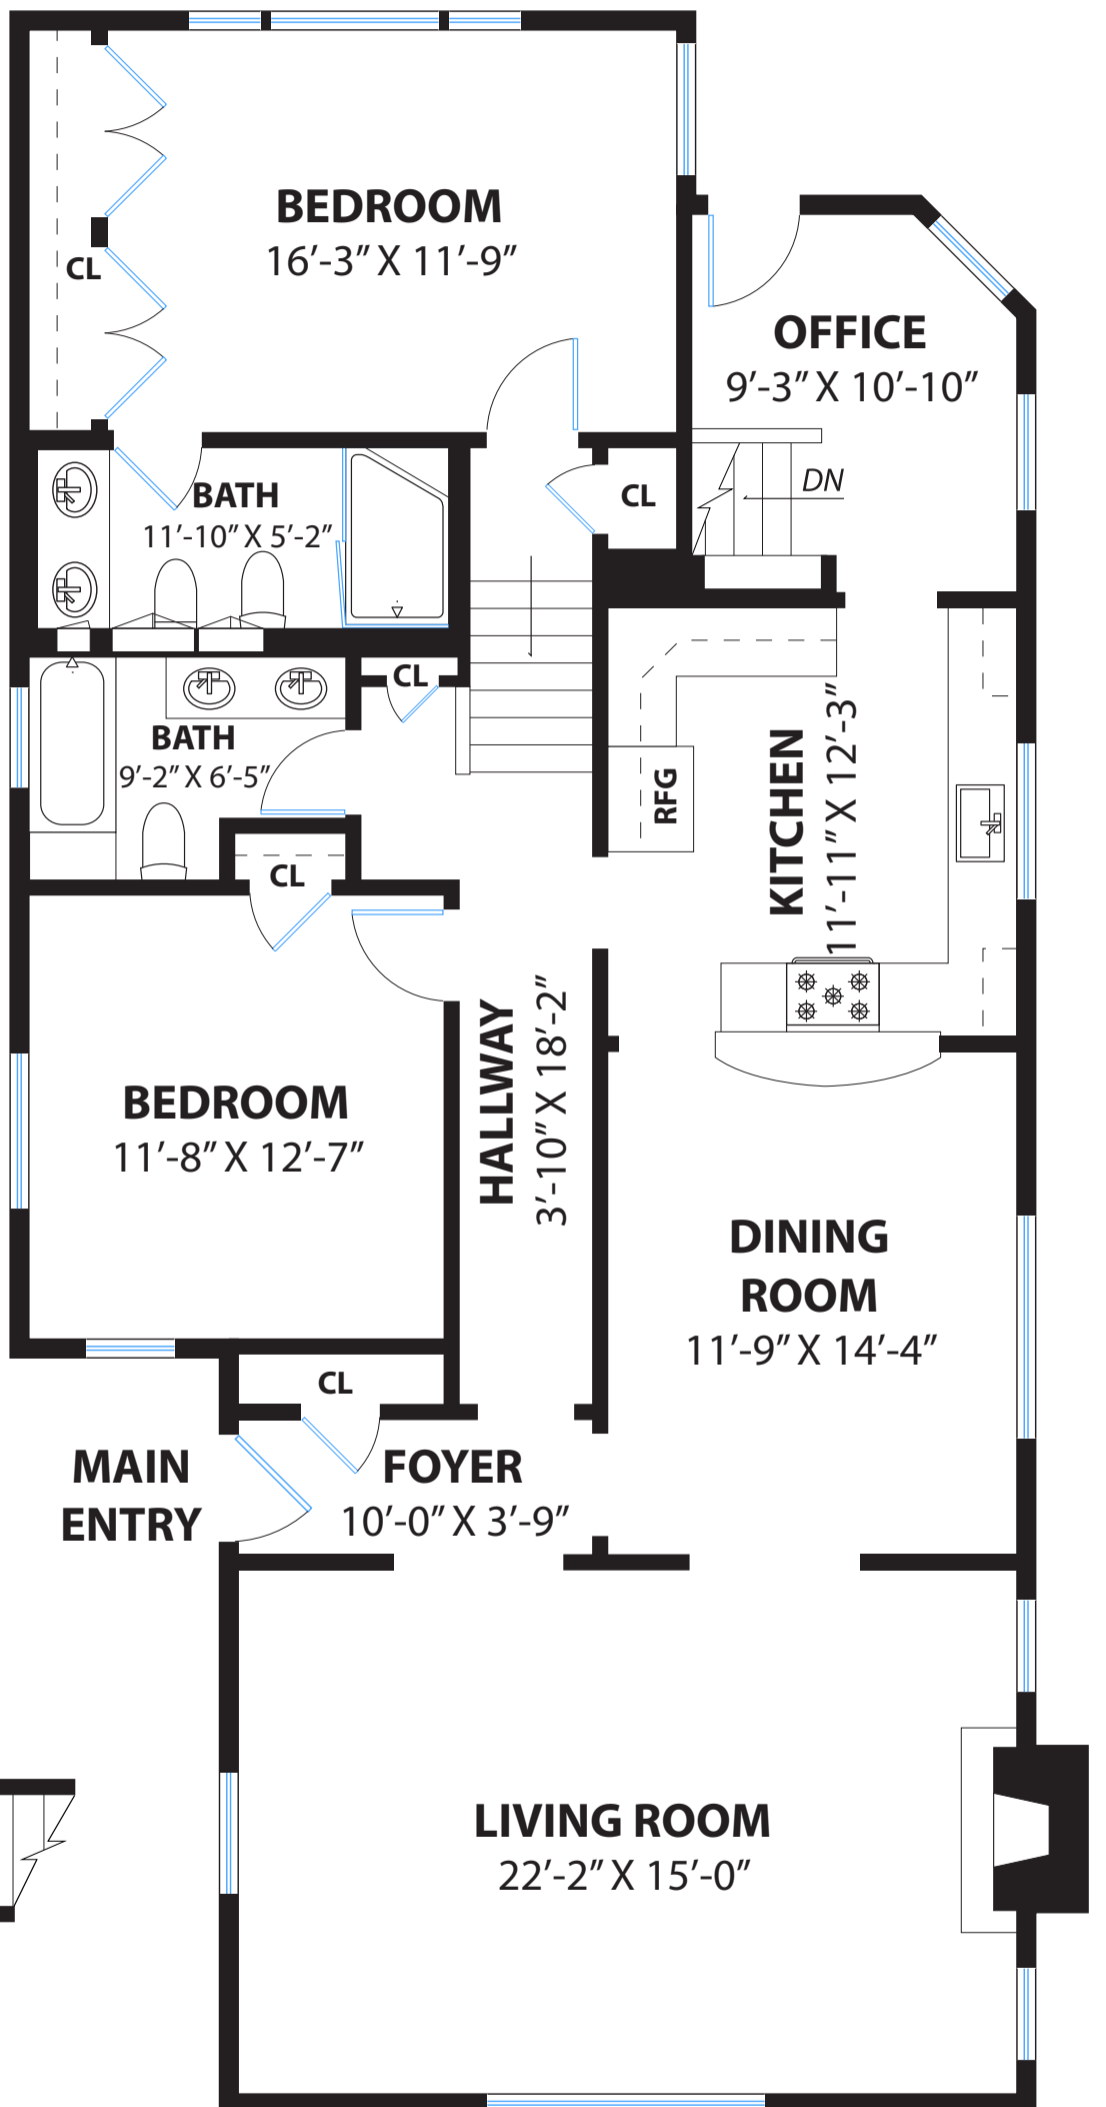 BEDROOM
16′-3″ X 11′-9″
CL
OFFICE
9′-3″ X 10′-10″
DN
BATH
11′-10″ X 5′-2″
CL
CL
BATH
9′-2″ X 6′-5″
RFG
KITCHEN
11′-11″ X 12′-3″
CL
BEDROOM
11′-8″ X 12′-7″
HALLWAY
3′-10″ X 18′-2″
DINING
ROOM
11′-9″ X 14′-4″
CL
MAIN
ENTRY
FOYER
10′-0″ X 3′-9″
LIVING ROOM
22′-2″ X 15′-0″